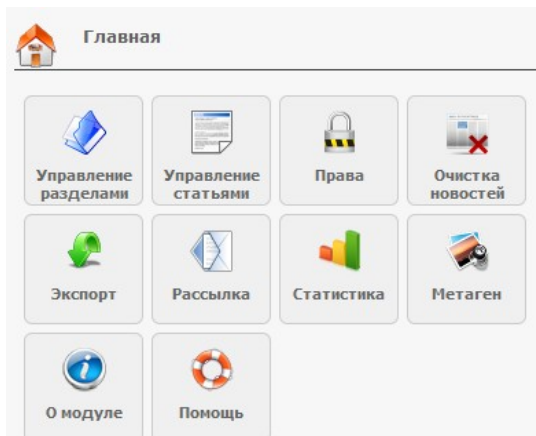 Главная
Управление
разделами
Управление
статьями
Права
Очистка
новостей
Экспорт
Рассылка
Статистика
Метаген
О модуле
Помощь